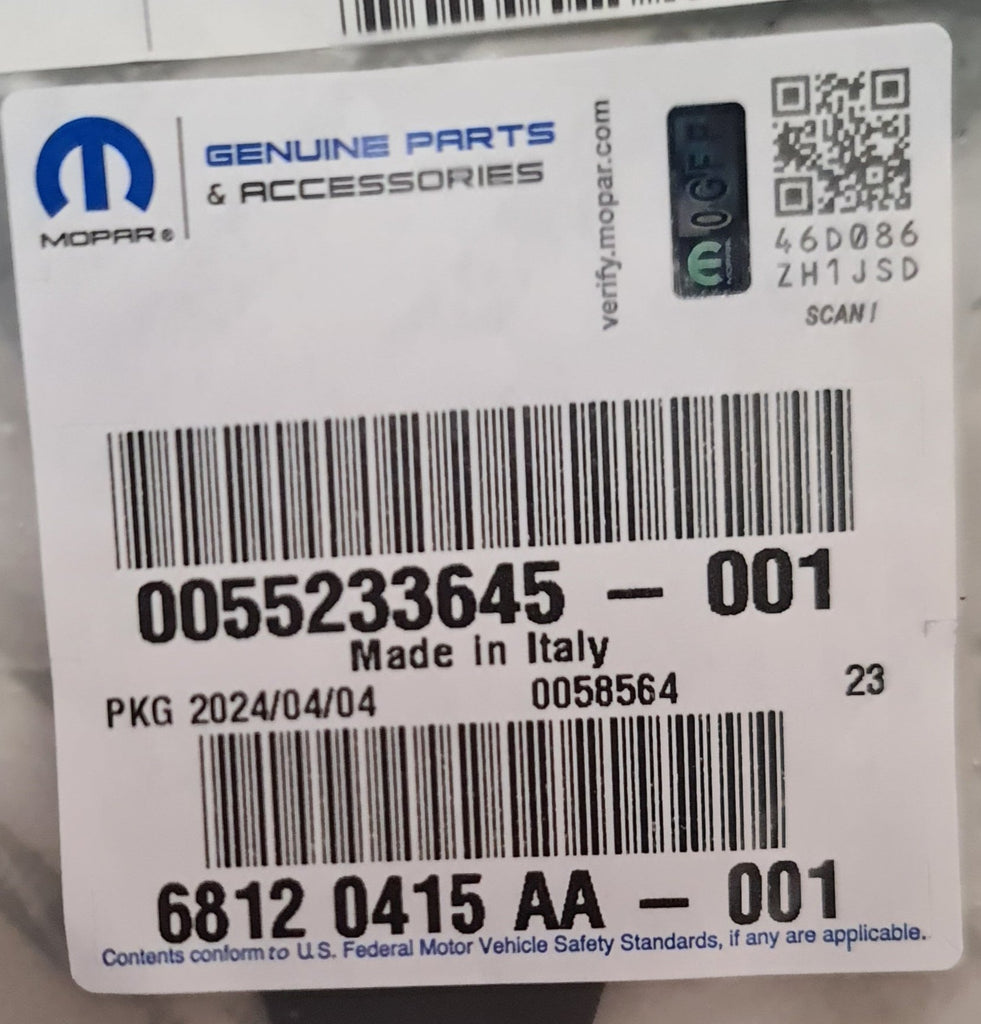 MOPAR®
GENUINE PARTS
& ACCESSORIES
verify.mopar.com
MOPAR
46D086
ZH1JSD
SCAN!
0055233645 – 001
Made in Italy
PKG 2024/04/04 0058564 23
6812 0415 AA – 001
Contents conform to U.S. Federal Motor Vehicle Safety Standards, if any are applicable.